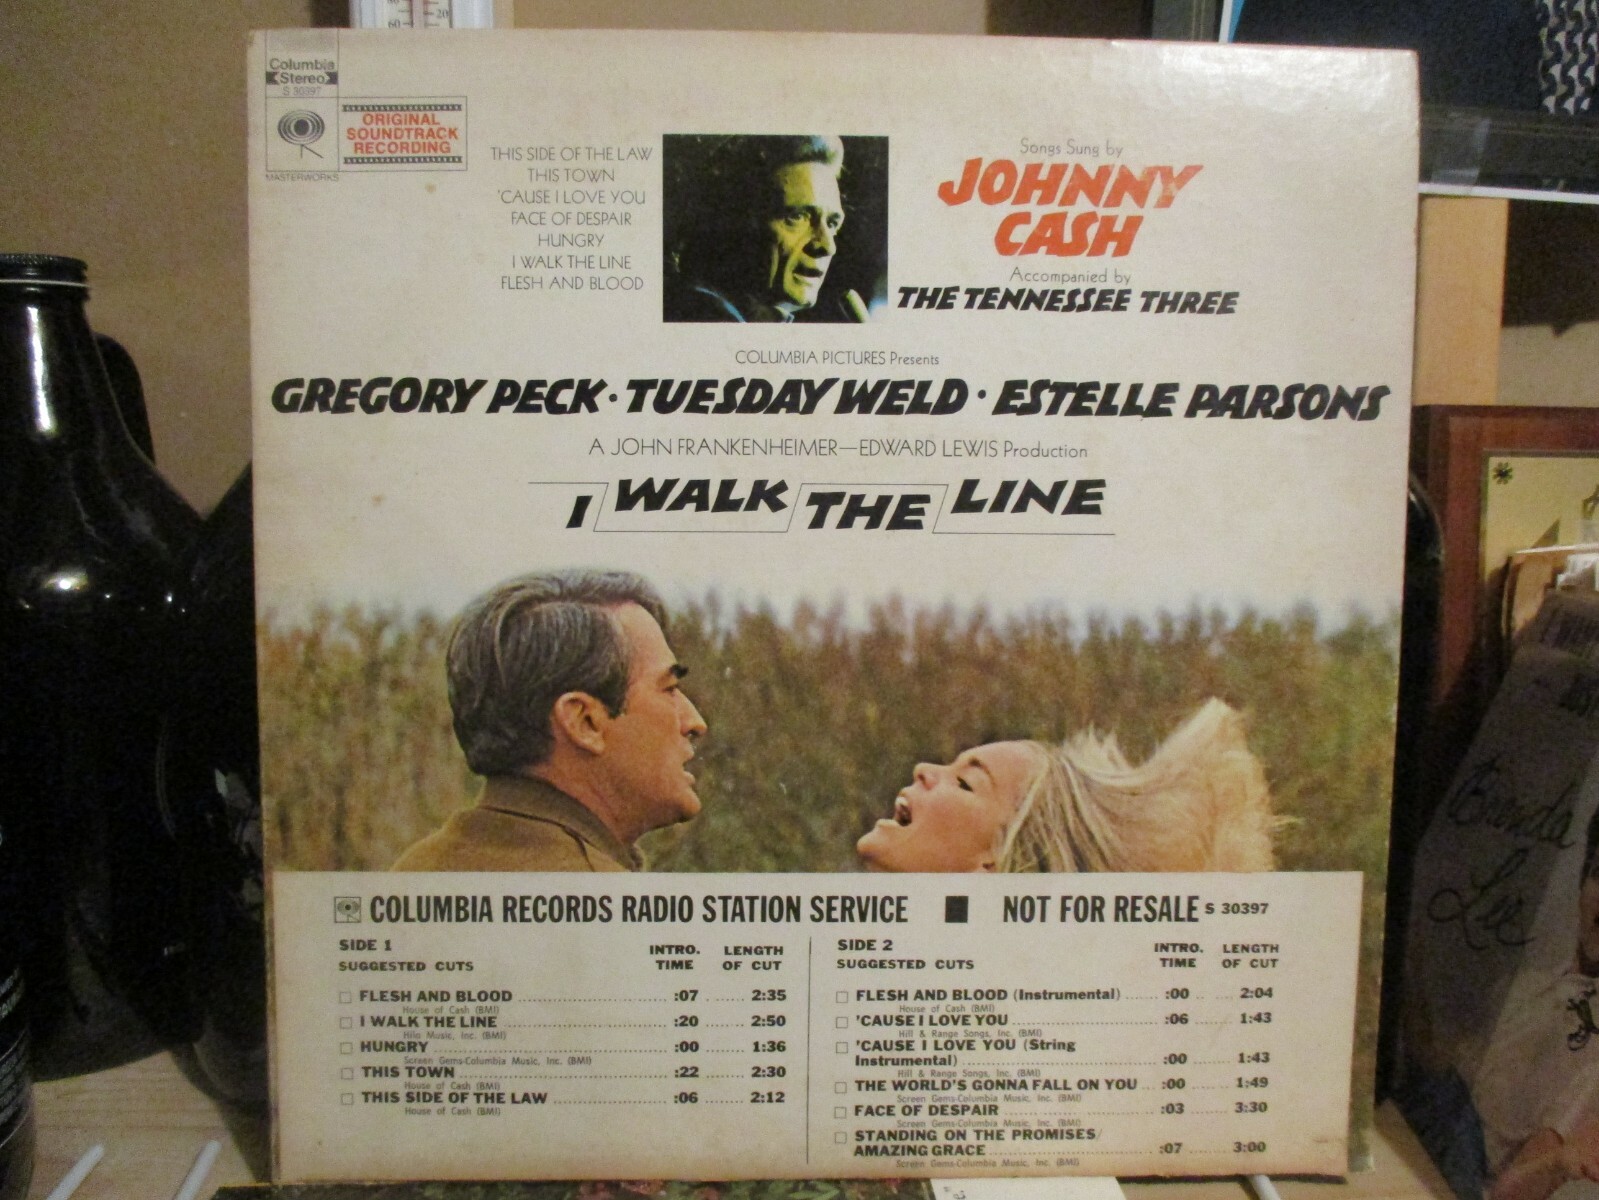 Columbia
Stereo
S 30397
ORIGINAL
SOUNDTRACK
RECORDING
MASTERWORKS
THIS SIDE OF THE LAW
THIS TOWN
'CAUSE I LOVE YOU
FACE OF DESPAIR
HUNGRY
I WALK THE LINE
FLESH AND BLOOD
Songs Sung by
JOHNNY
CASH
Accompanied by
THE TENNESSEE THREE
COLUMBIA PICTURES Presents
GREGORY PECK · TUESDAY WELD · ESTELLE PARSONS
A JOHN FRANKENHEIMER—EDWARD LEWIS Production
I WALK THE LINE
COLUMBIA RECORDS RADIO STATION SERVICE ■ NOT FOR RESALE S 30397
SIDE 1
SUGGESTED CUTS
INTRO. TIME
LENGTH OF CUT
FLESH AND BLOOD :07 2:35
House of Cash (BMI)
I WALK THE LINE :20 2:50
Hilo Music, Inc. (BMI)
HUNGRY :00 1:36
Screen Gems-Columbia Music, Inc. (BMI)
THIS TOWN :22 2:30
House of Cash (BMI)
THIS SIDE OF THE LAW :06 2:12
House of Cash (BMI)
SIDE 2
SUGGESTED CUTS
INTRO. TIME
LENGTH OF CUT
FLESH AND BLOOD (Instrumental) :00 2:04
House of Cash (BMI)
'CAUSE I LOVE YOU :06 1:43
Hill & Range Songs, Inc. (BMI)
'CAUSE I LOVE YOU (String
Instrumental) :00 1:43
Hill & Range Songs, Inc. (BMI)
THE WORLD'S GONNA FALL ON YOU :00 1:49
Screen Gems-Columbia Music, Inc. (BMI)
FACE OF DESPAIR :03 3:30
Screen Gems-Columbia Music, Inc. (BMI)
STANDING ON THE PROMISES/
AMAZING GRACE :07 3:00
Screen Gems-Columbia Music, Inc. (BMI)
Brenda
Lee
60
20